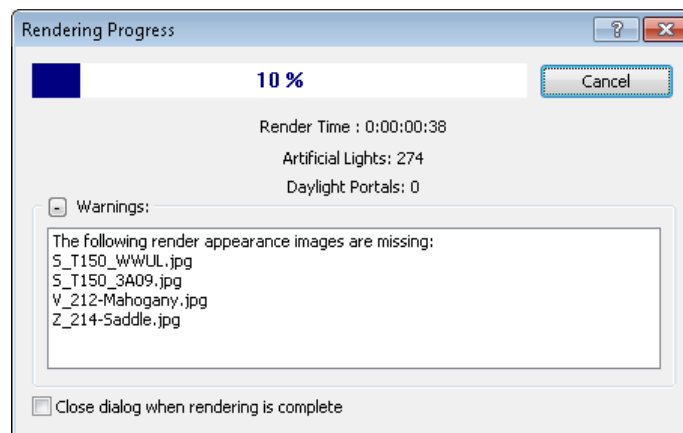 Rendering Progress
10 %
Cancel
Render Time : 0:00:00:38
Artificial Lights: 274
Daylight Portals: 0
Warnings:
The following render appearance images are missing:
S_T150_WWUL.jpg
S_T150_3A09.jpg
V_212-Mahogany.jpg
Z_214-Saddle.jpg
Close dialog when rendering is complete